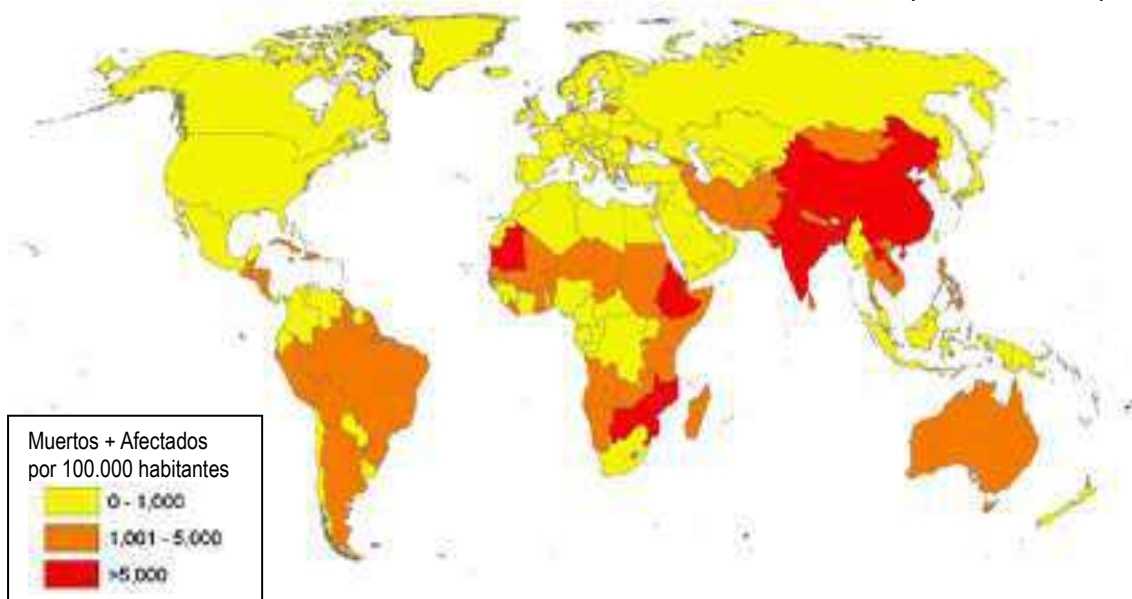 Muertos + Afectados
por 100.000 habitantes
0 - 1,000
1,001 - 5,000
>5,000